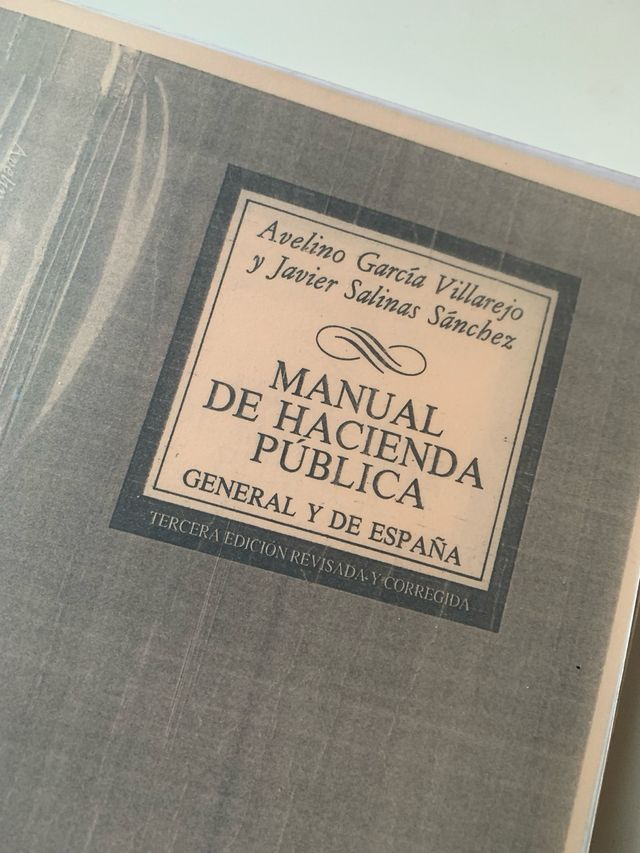 Avelino García Villarejo
y Javier Salinas Sánchez
MANUAL
DE HACIENDA
PÚBLICA
GENERAL Y DE ESPAÑA
TERCERA EDICIÓN REVISADA Y CORREGIDA